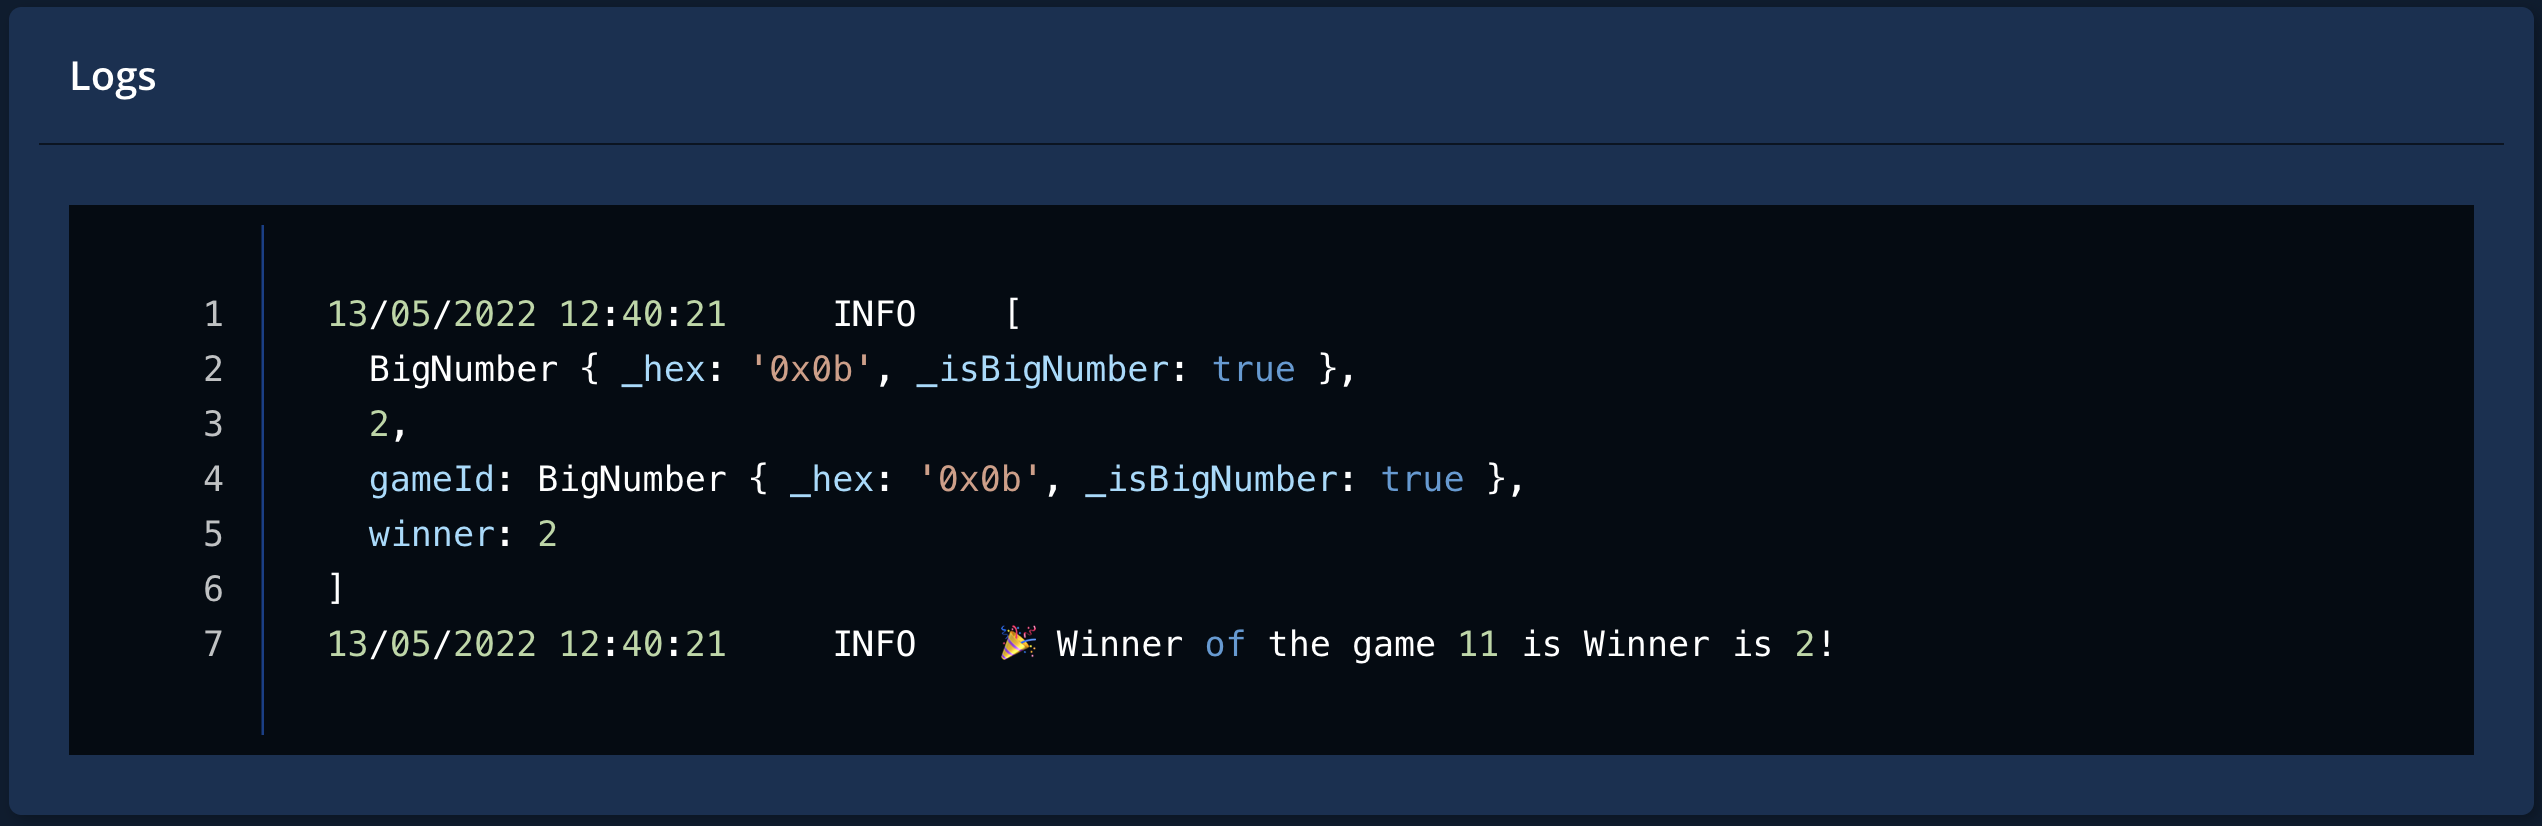 Logs
1 13/05/2022 12:40:21 INFO [
2 BigNumber { _hex: '0x0b', _isBigNumber: true },
3 2,
4 gameId: BigNumber { _hex: '0x0b', _isBigNumber: true },
5 winner: 2
6 ]
7 13/05/2022 12:40:21 INFO 🎉 Winner of the game 11 is Winner is 2!